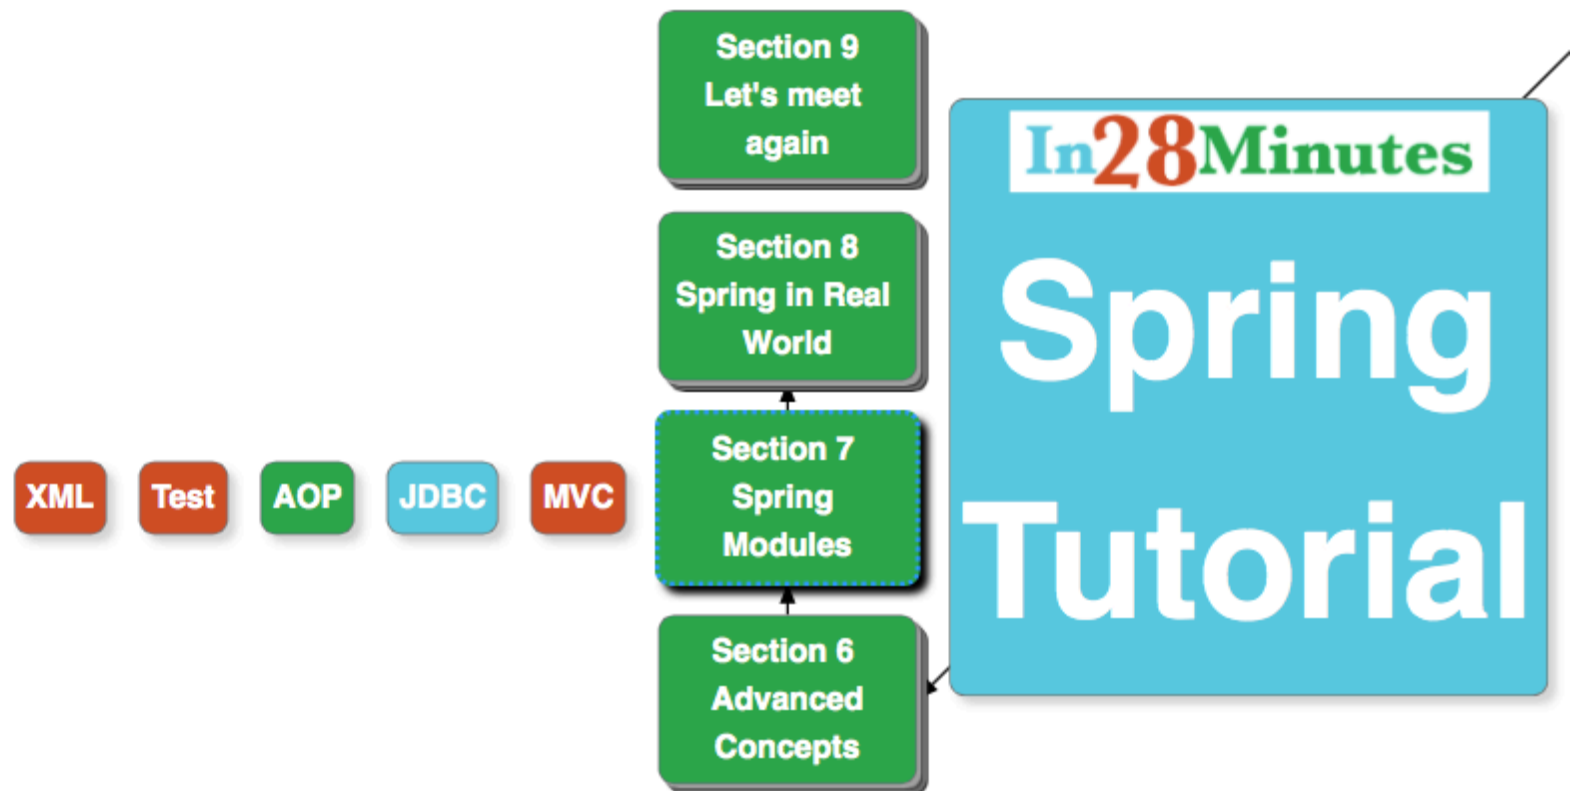 Section 9
Let's meet
again
In28Minutes
Spring
Tutorial
Section 8
Spring in Real
World
XML
Test
AOP
JDBC
MVC
Section 7
Spring
Modules
Section 6
Advanced
Concepts